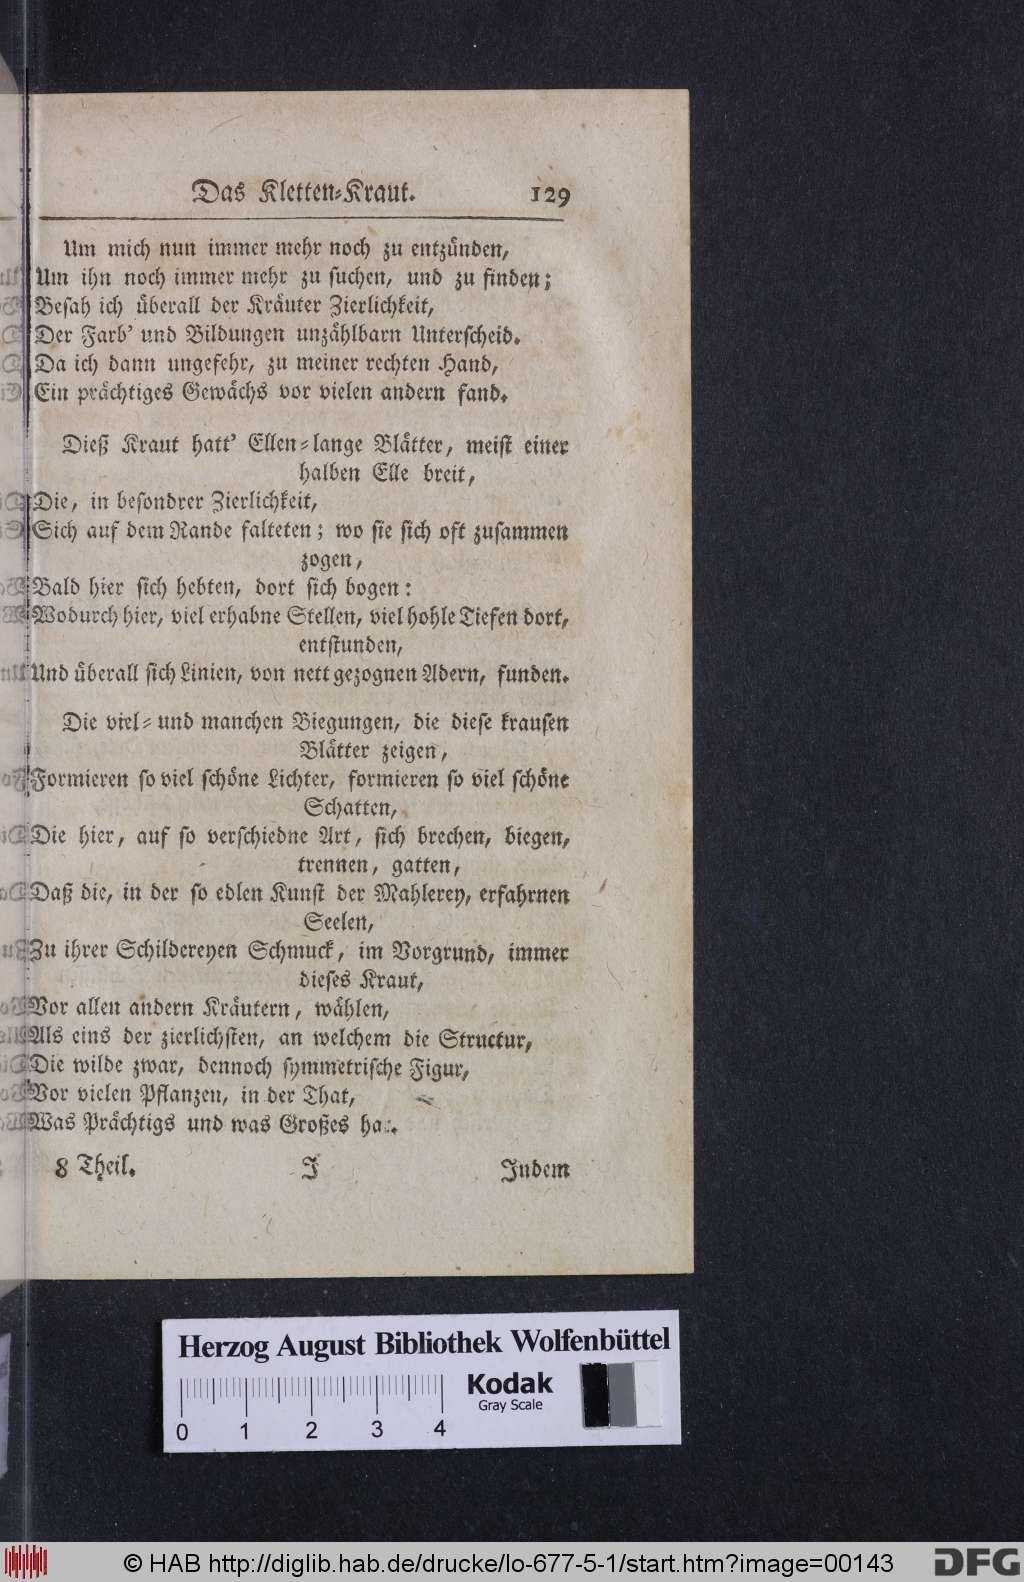 Das Kletten-Kraut. 129
Um mich nun immer mehr noch zu entzünden,
Um ihn noch immer mehr zu suchen, und zu finden;
Besah ich überall der Kräuter Zierlichkeit,
Der Farb' und Bildungen unzählbarn Unterscheid.
Da ich dann ungefehr, zu meiner rechten Hand,
Ein prächtiges Gewächs vor vielen andern fand.
Dieß Kraut hatt' Ellen-lange Blätter, meist einer
halben Elle breit,
Die, in besondrer Zierlichkeit,
Sich auf dem Rande falteten; wo sie sich oft zusammen
zogen,
Bald hier sich hebten, dort sich bogen:
Wodurch hier, viel erhabne Stellen, viel hohle Tiefen dort,
entstunden,
Und überall sich Linien, von nett gezognen Adern, funden.
Die viel- und manchen Biegungen, die diese krausen
Blätter zeigen,
Formieren so viel schöne Lichter, formieren so viel schöne
Schatten,
Die hier, auf so verschiedne Art, sich brechen, biegen,
trennen, gatten,
Daß die, in der so edlen Kunst der Mahlerey, erfahrnen
Seelen,
Zu ihrer Schildereyen Schmuck, im Vorgrund, immer
dieses Kraut,
Vor allen andern Kräutern, wählen,
Als eins der zierlichsten, an welchem die Structur,
Die wilde zwar, dennoch symmetrische Figur,
Vor vielen Pflanzen, in der That,
Was Prächtigs und was Großes hat.
8 Theil. J Indem
Herzog August Bibliothek Wolfenbüttel
Kodak
Gray Scale
0 1 2 3 4
© HAB http://diglib.hab.de/drucke/lo-677-5-1/start.htm?image=00143 DFG